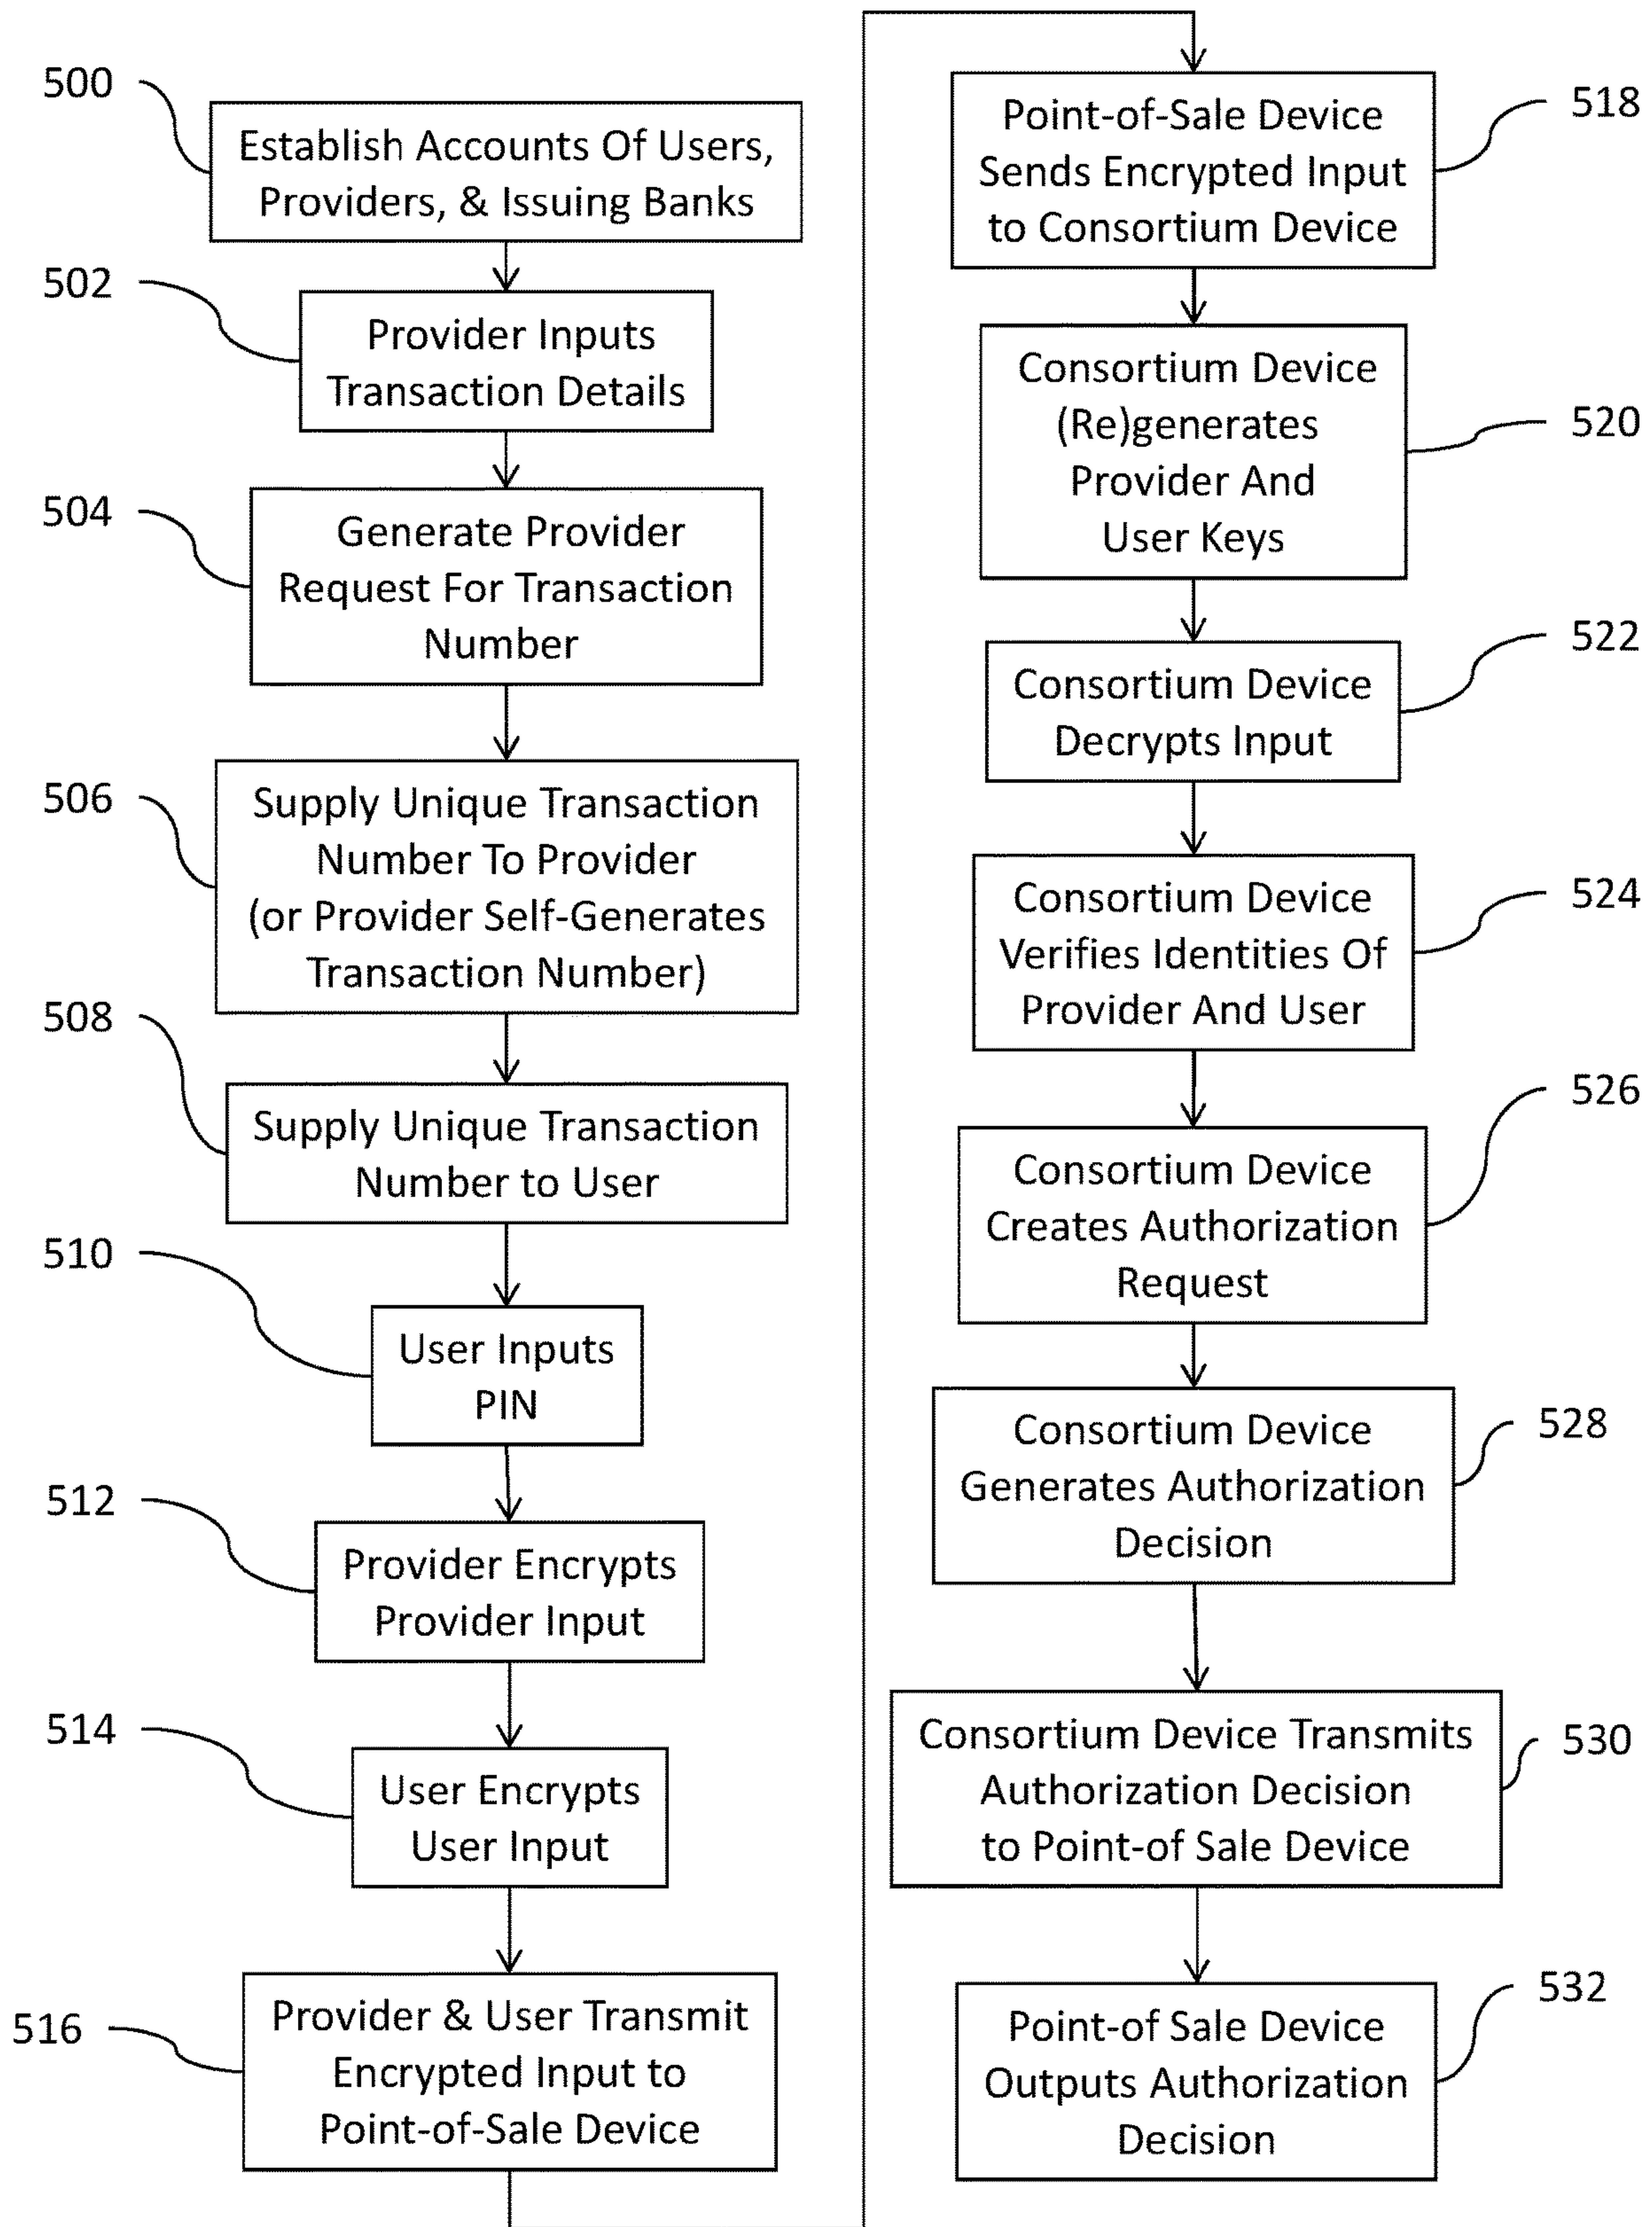 500
Establish Accounts Of Users,
Providers, & Issuing Banks
502
Provider Inputs
Transaction Details
504
Generate Provider
Request For Transaction
Number
506
Supply Unique Transaction
Number To Provider
(or Provider Self-Generates
Transaction Number)
508
Supply Unique Transaction
Number to User
510
User Inputs
PIN
512
Provider Encrypts
Provider Input
514
User Encrypts
User Input
516
Provider & User Transmit
Encrypted Input to
Point-of-Sale Device
518
Point-of-Sale Device
Sends Encrypted Input
to Consortium Device
520
Consortium Device
(Re)generates
Provider And
User Keys
522
Consortium Device
Decrypts Input
524
Consortium Device
Verifies Identities Of
Provider And User
526
Consortium Device
Creates Authorization
Request
528
Consortium Device
Generates Authorization
Decision
530
Consortium Device Transmits
Authorization Decision
to Point-of Sale Device
532
Point-of Sale Device
Outputs Authorization
Decision